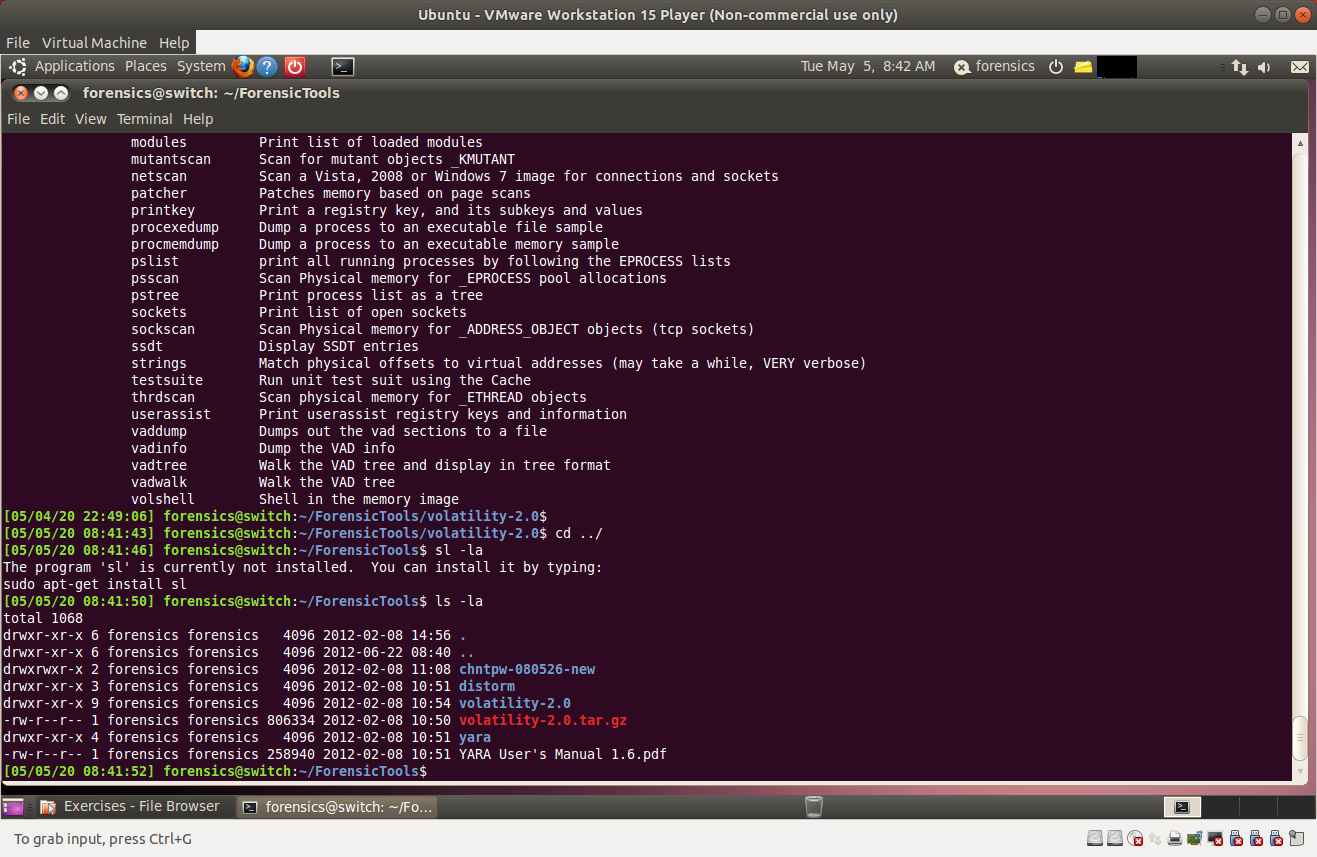 Ubuntu - VMware Workstation 15 Player (Non-commercial use only)
File Virtual Machine Help
Applications Places System Tue May 5, 8:42 AM forensics
forensics@switch: ~/ForensicTools
File Edit View Terminal Help
modules Print list of loaded modules
mutantscan Scan for mutant objects _KMUTANT
netscan Scan a Vista, 2008 or Windows 7 image for connections and sockets
patcher Patches memory based on page scans
printkey Print a registry key, and its subkeys and values
procexedump Dump a process to an executable file sample
procmemdump Dump a process to an executable memory sample
pslist print all running processes by following the EPROCESS lists
psscan Scan Physical memory for _EPROCESS pool allocations
pstree Print process list as a tree
sockets Print list of open sockets
sockscan Scan Physical memory for _ADDRESS_OBJECT objects (tcp sockets)
ssdt Display SSDT entries
strings Match physical offsets to virtual addresses (may take a while, VERY verbose)
testsuite Run unit test suit using the Cache
thrdscan Scan physical memory for _ETHREAD objects
userassist Print userassist registry keys and information
vaddump Dumps out the vad sections to a file
vadinfo Dump the VAD info
vadtree Walk the VAD tree and display in tree format
vadwalk Walk the VAD tree
volshell Shell in the memory image
[05/04/20 22:49:06] forensics@switch:~/ForensicTools/volatility-2.0$
[05/05/20 08:41:43] forensics@switch:~/ForensicTools/volatility-2.0$ cd ../
[05/05/20 08:41:46] forensics@switch:~/ForensicTools$ sl -la
The program 'sl' is currently not installed.  You can install it by typing:
sudo apt-get install sl
[05/05/20 08:41:50] forensics@switch:~/ForensicTools$ ls -la
total 1068
drwxr-xr-x 6 forensics forensics   4096 2012-02-08 14:56 .
drwxr-xr-x 6 forensics forensics   4096 2012-06-22 08:40 ..
drwxrwxr-x 2 forensics forensics   4096 2012-02-08 11:08 chntpw-080526-new
drwxr-xr-x 3 forensics forensics   4096 2012-02-08 10:51 distorm
drwxr-xr-x 9 forensics forensics   4096 2012-02-08 10:54 volatility-2.0
-rw-r--r-- 1 forensics forensics 806334 2012-02-08 10:50 volatility-2.0.tar.gz
drwxr-xr-x 4 forensics forensics   4096 2012-02-08 10:51 yara
-rw-r--r-- 1 forensics forensics 258940 2012-02-08 10:51 YARA User's Manual 1.6.pdf
[05/05/20 08:41:52] forensics@switch:~/ForensicTools$
Exercises - File Browser forensics@switch: ~/Fo...
To grab input, press Ctrl+G